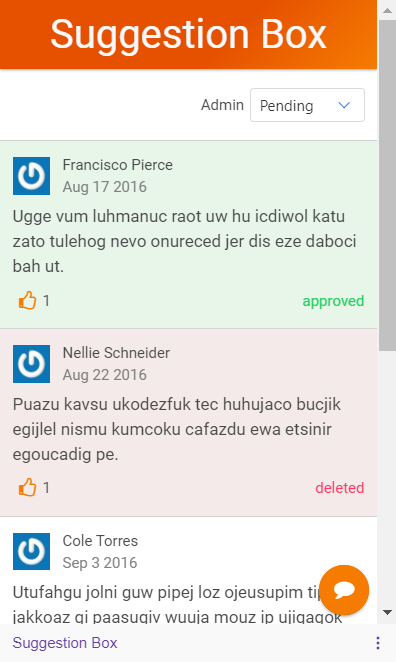 Suggestion Box
Admin Pending
Francisco Pierce
Aug 17 2016
Ugge vum luhmanuc raot uw hu icdiwol katu
zato tulehog nevo onureced jer dis eze daboci
bah ut.
1 approved
Nellie Schneider
Aug 22 2016
Puazu kavsu ukodezfuk tec huhujaco bucjik
egijlel nismu kumcoku cafazdu ewa etsinir
egoucadig pe.
1 deleted
Cole Torres
Sep 3 2016
Utufahgu jolni guw pipej loz ojeusupim
jakkoaz gi paasugiv wuuja mouz ip ujigagok
Suggestion Box